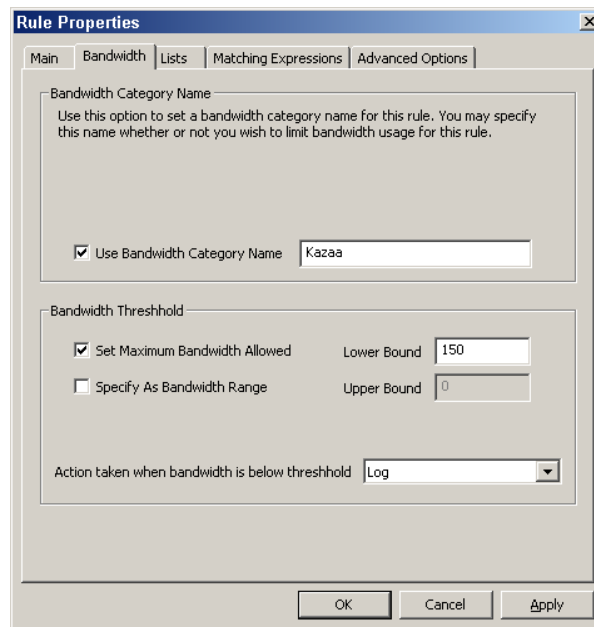 Rule Properties
Main Bandwidth Lists Matching Expressions Advanced Options
Bandwidth Category Name
Use this option to set a bandwidth category name for this rule. You may specify
this name whether or not you wish to limit bandwidth usage for this rule.
Use Bandwidth Category Name Kazaa
Bandwidth Threshhold
Set Maximum Bandwidth Allowed Lower Bound 150
Specify As Bandwidth Range Upper Bound 0
Action taken when bandwidth is below threshhold Log
OK Cancel Apply